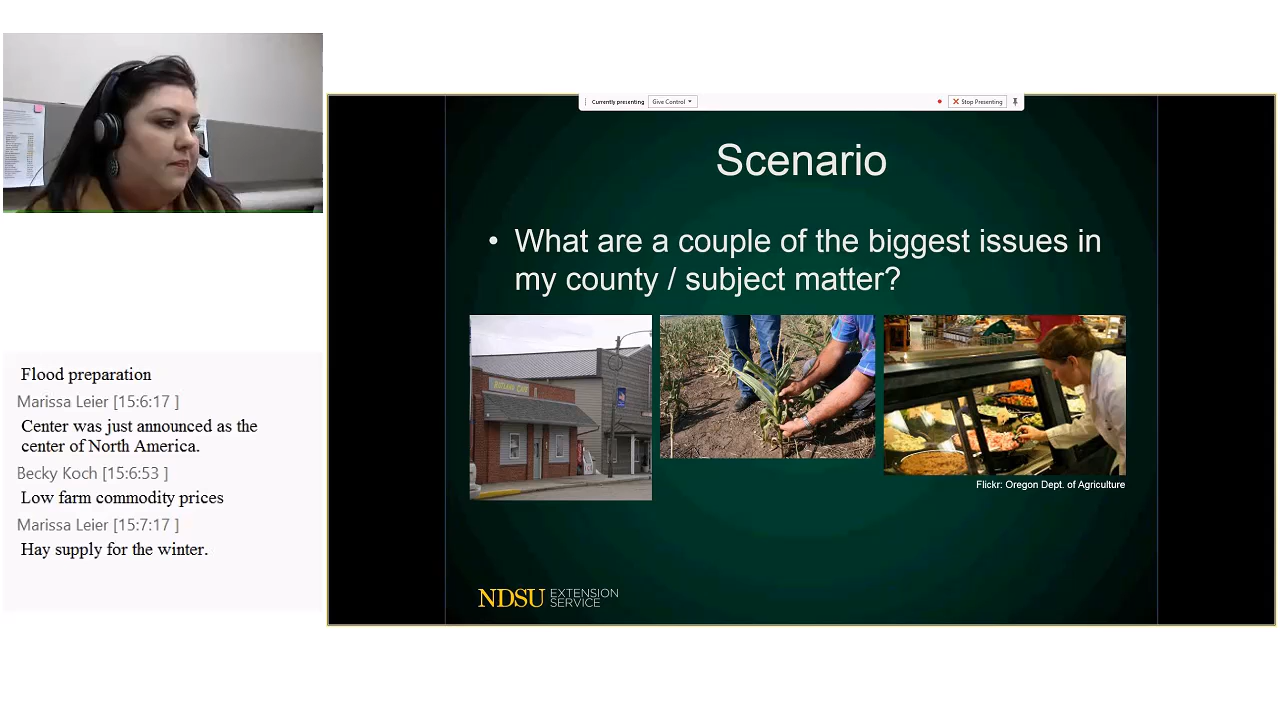 Currently presenting
Give Control
Stop Presenting
Scenario
• What are a couple of the biggest issues in
my county / subject matter?
Flickr: Oregon Dept. of Agriculture
NDSU EXTENSION
SERVICE
Flood preparation
Marissa Leier [15:6:17 ]
Center was just announced as the
center of North America.
Becky Koch [15:6:53 ]
Low farm commodity prices
Marissa Leier [15:7:17 ]
Hay supply for the winter.